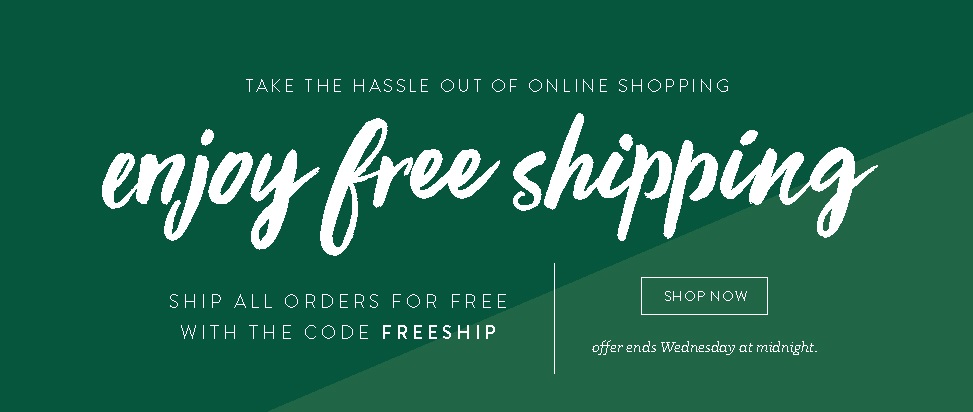 TAKE THE HASSLE OUT OF ONLINE SHOPPING
enjoy free shipping
SHIP ALL ORDERS FOR FREE
WITH THE CODE FREESHIP
SHOP NOW
offer ends Wednesday at midnight.